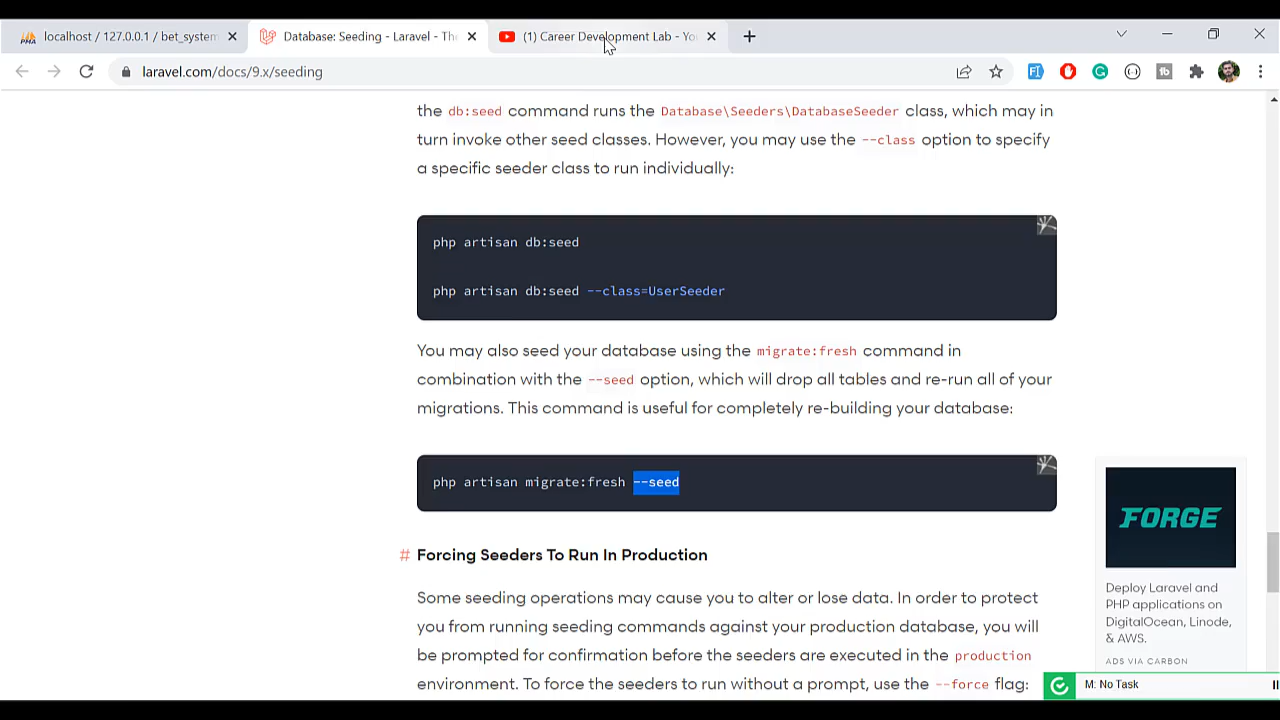 localhost / 127.0.0.1 / bet_system
Database: Seeding - Laravel - The
(1) Career Development Lab - Yo
laravel.com/docs/9.x/seeding
the db:seed command runs the Database\Seeders\DatabaseSeeder class, which may in
turn invoke other seed classes. However, you may use the --class option to specify
a specific seeder class to run individually:
php artisan db:seed
php artisan db:seed --class=UserSeeder
You may also seed your database using the migrate:fresh command in
combination with the --seed option, which will drop all tables and re-run all of your
migrations. This command is useful for completely re-building your database:
php artisan migrate:fresh --seed
# Forcing Seeders To Run In Production
Some seeding operations may cause you to alter or lose data. In order to protect
you from running seeding commands against your production database, you will
be prompted for confirmation before the seeders are executed in the production
environment. To force the seeders to run without a prompt, use the --force flag:
FORGE
Deploy Laravel and
PHP applications on
DigitalOcean, Linode,
& AWS.
ADS VIA CARBON
M: No Task